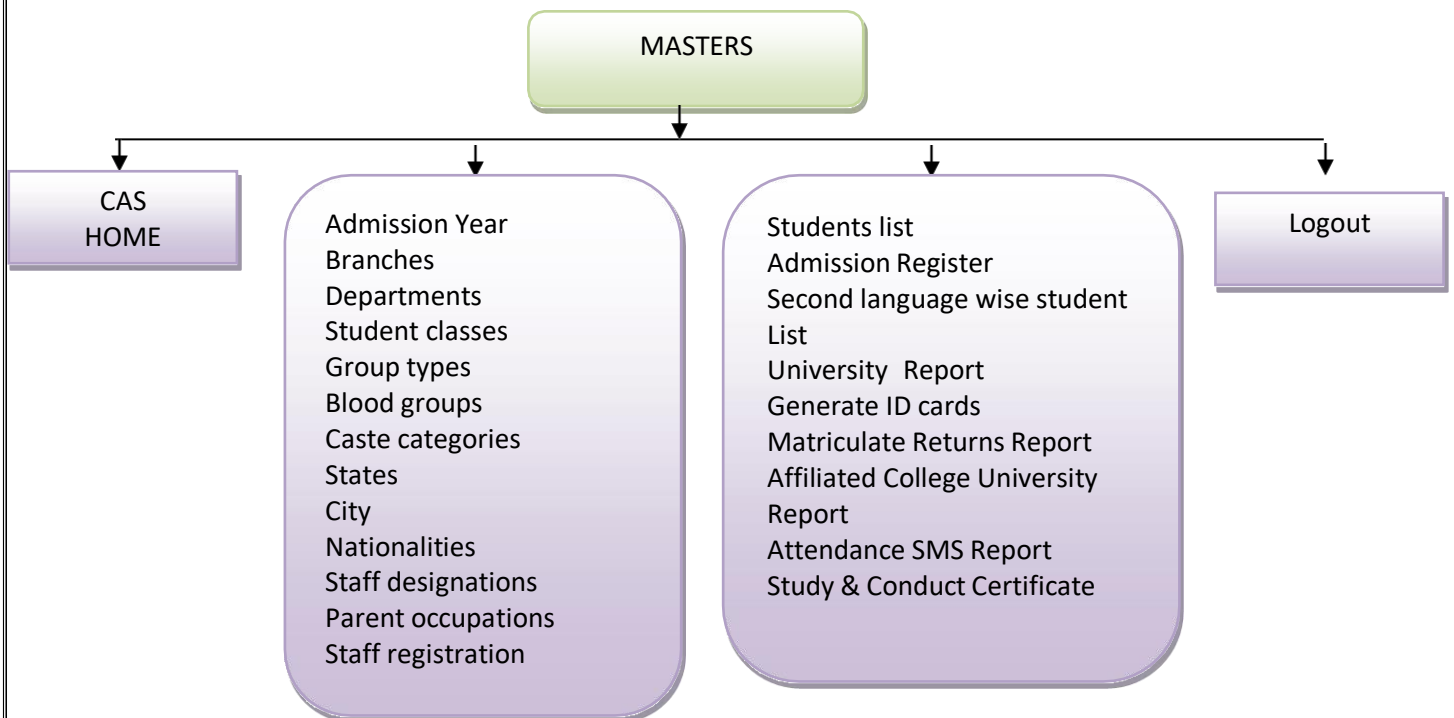 MASTERS
CAS
HOME
Admission Year
Branches
Departments
Student classes
Group types
Blood groups
Caste categories
States
City
Nationalities
Staff designations
Parent occupations
Staff registration
Students list
Admission Register
Second language wise student
List
University  Report
Generate ID cards
Matriculate Returns Report
Affiliated College University
Report
Attendance SMS Report
Study & Conduct Certificate
Logout